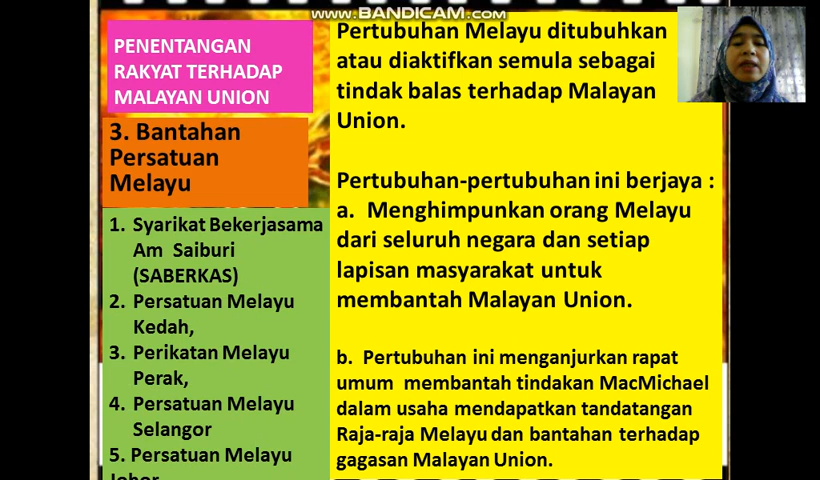 www.BANDICAM.com
PENENTANGAN
RAKYAT TERHADAP
MALAYAN UNION
3. Bantahan
Persatuan
Melayu
1. Syarikat Bekerjasama
Am Saiburi
(SABERKAS)
2. Persatuan Melayu
Kedah,
3. Perikatan Melayu
Perak,
4. Persatuan Melayu
Selangor
5. Persatuan Melayu
Johor
Pertubuhan Melayu ditubuhkan
atau diaktifkan semula sebagai
tindak balas terhadap Malayan
Union.
Pertubuhan-pertubuhan ini berjaya :
a. Menghimpunkan orang Melayu
dari seluruh negara dan setiap
lapisan masyarakat untuk
membantah Malayan Union.
b. Pertubuhan ini menganjurkan rapat
umum membantah tindakan MacMichael
dalam usaha mendapatkan tandatangan
Raja-raja Melayu dan bantahan terhadap
gagasan Malayan Union.